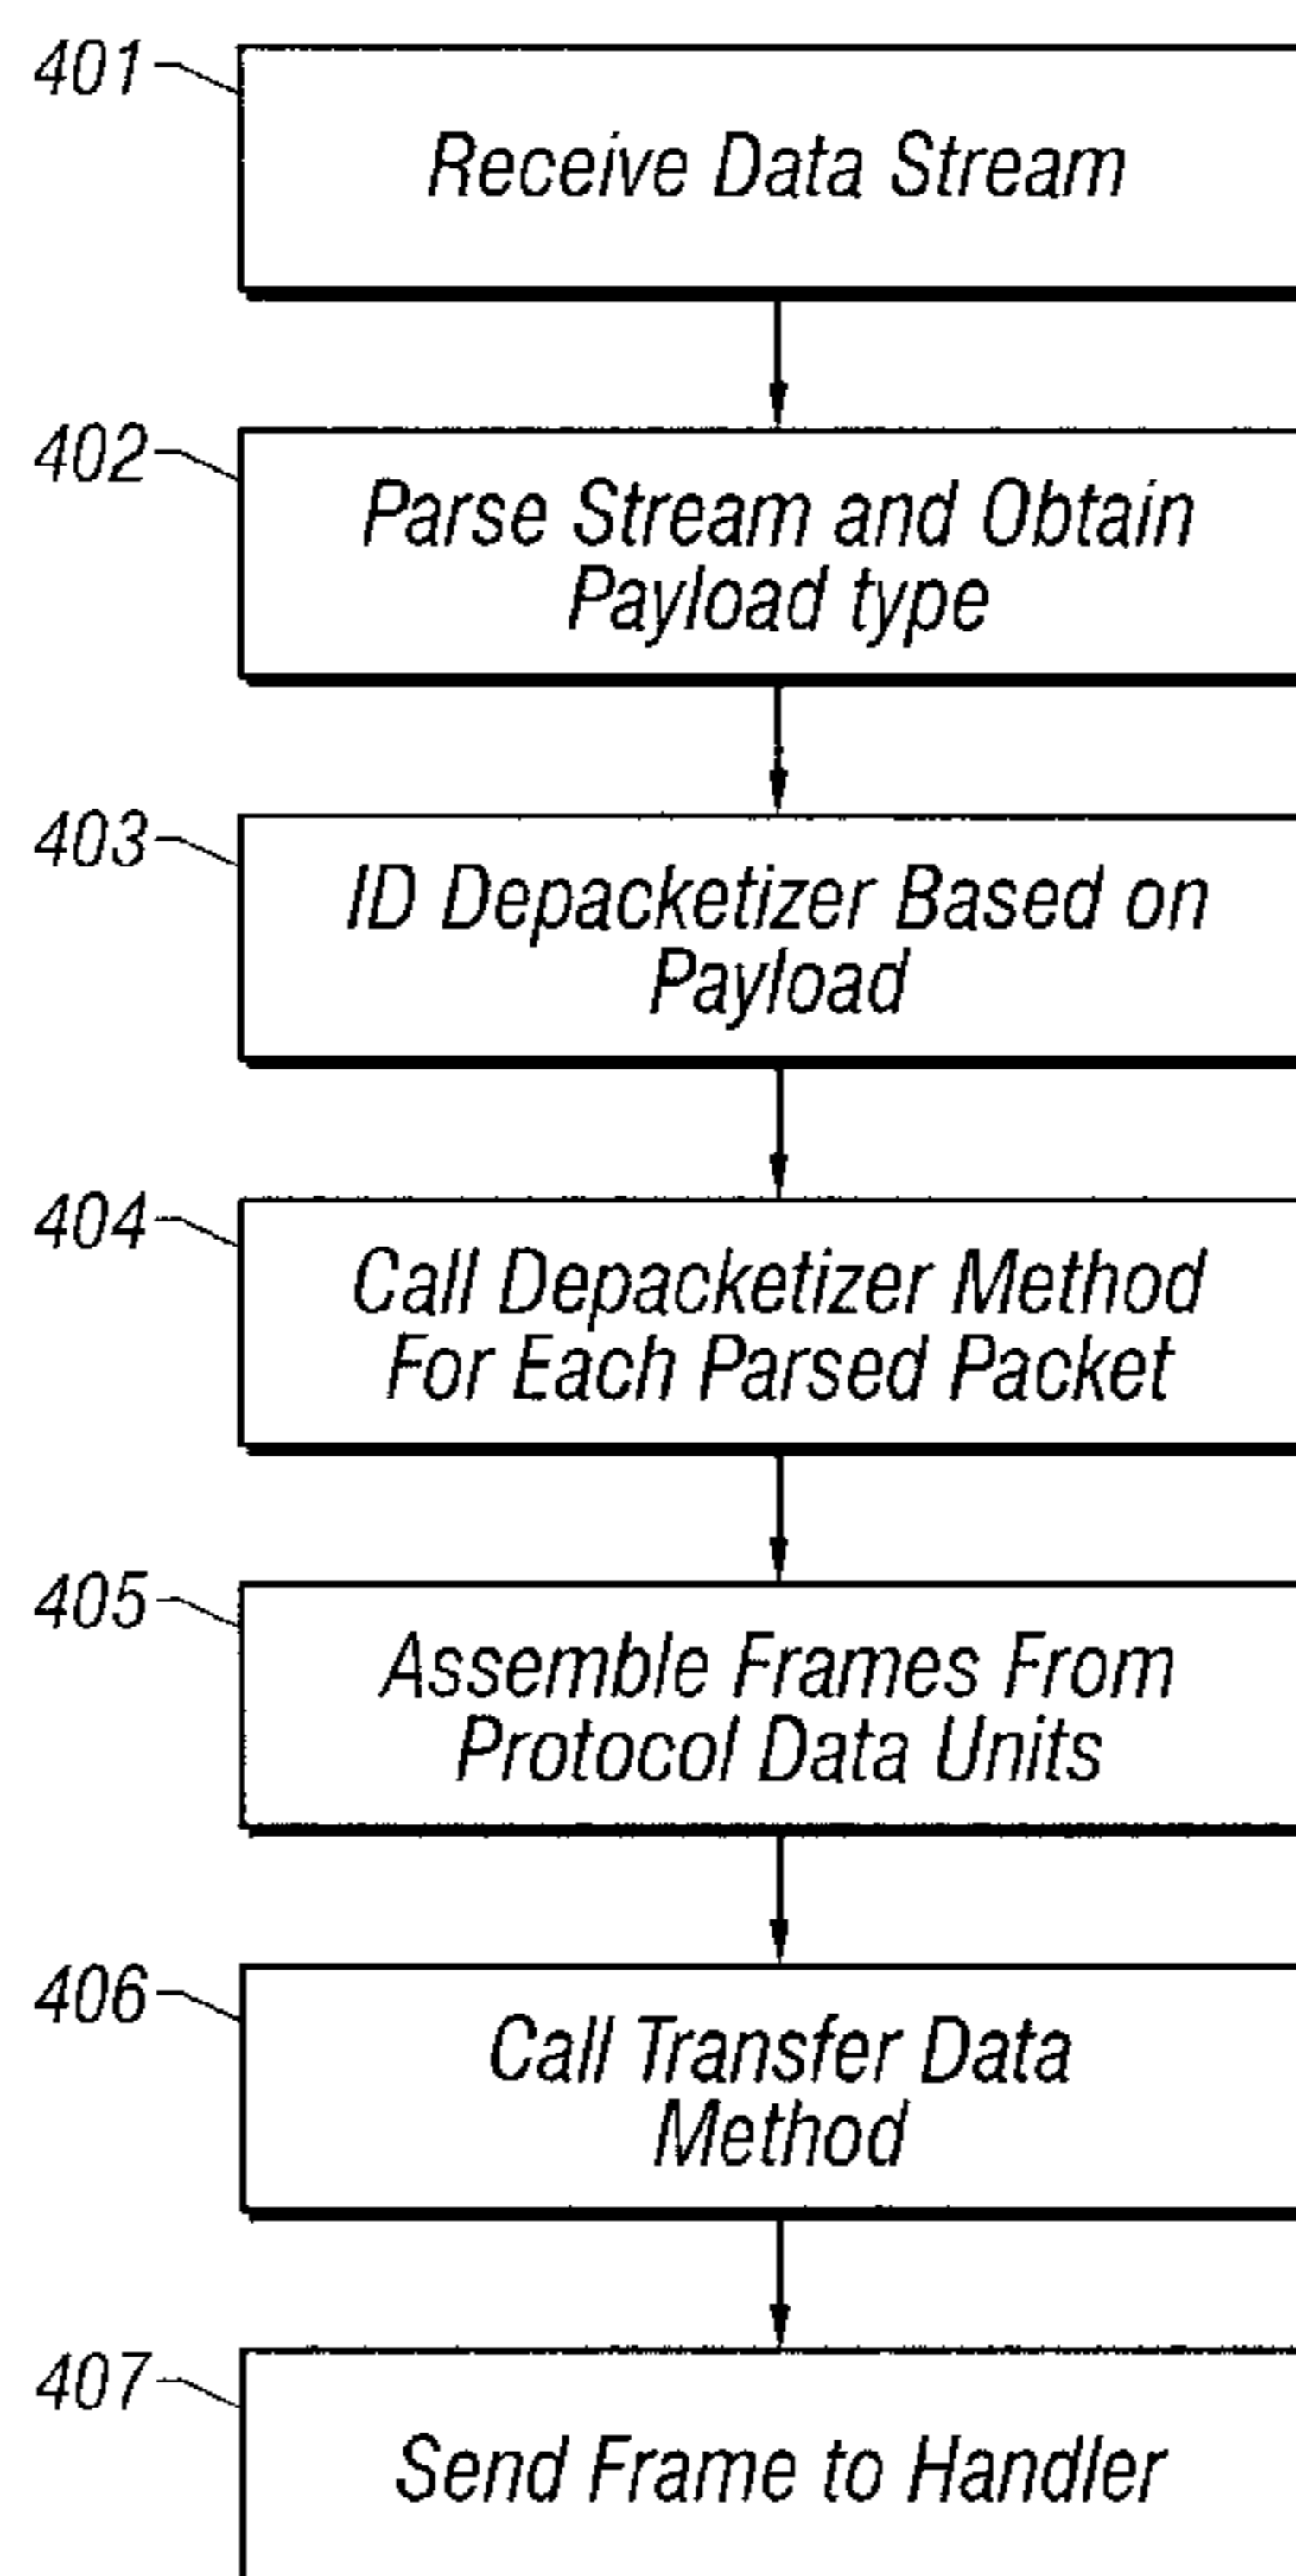 401
Receive Data Stream
402
Parse Stream and Obtain
Payload type
403
ID Depacketizer Based on
Payload
404
Call Depacketizer Method
For Each Parsed Packet
405
Assemble Frames From
Protocol Data Units
406
Call Transfer Data
Method
407
Send Frame to Handler